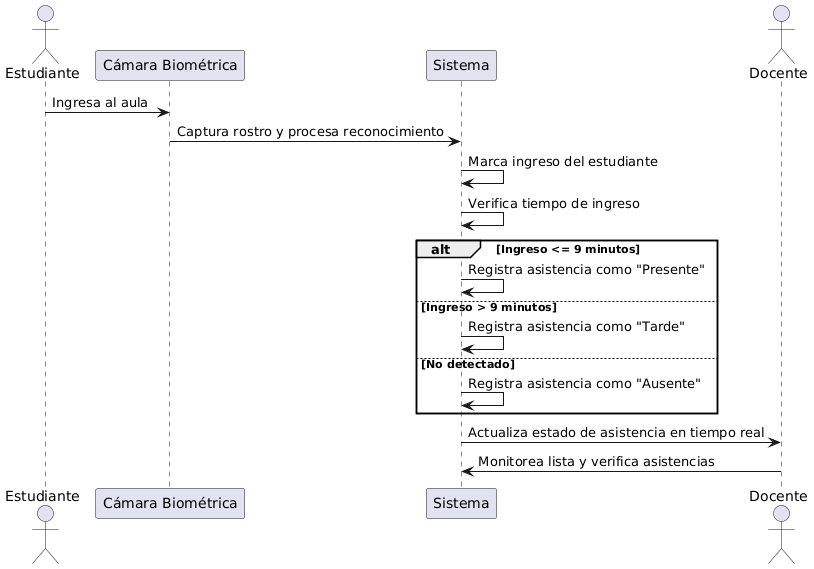 Estudiante
Cámara Biométrica
Sistema
Docente
Ingresa al aula
Captura rostro y procesa reconocimiento
Marca ingreso del estudiante
Verifica tiempo de ingreso
alt [Ingreso <= 9 minutos]
Registra asistencia como "Presente"
[Ingreso > 9 minutos]
Registra asistencia como "Tarde"
[No detectado]
Registra asistencia como "Ausente"
Actualiza estado de asistencia en tiempo real
Monitorea lista y verifica asistencias
Estudiante
Cámara Biométrica
Sistema
Docente